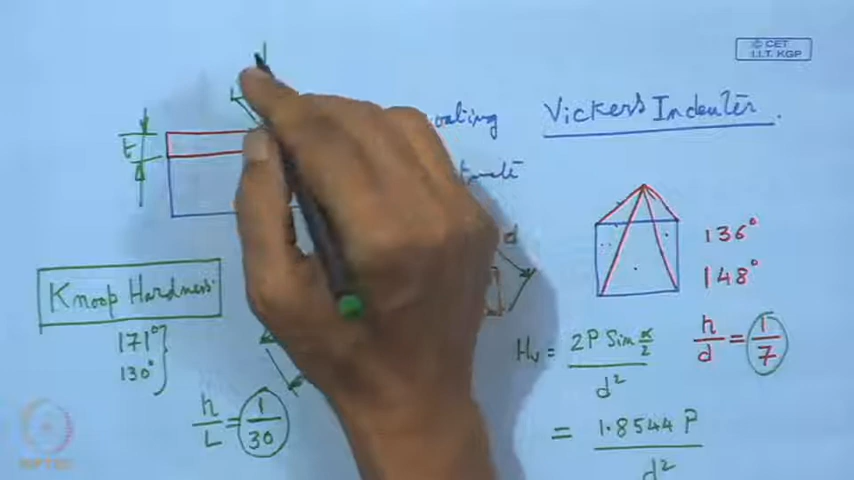 © CET
I.I.T. KGP
Vickers Indenter
t
d
136°
148°
Knoop Hardness
171°
130°
h/L = 1/30
Hv = 2P Sin α/2 / d²
h/d = 1/7
= 1.8544 P / d²